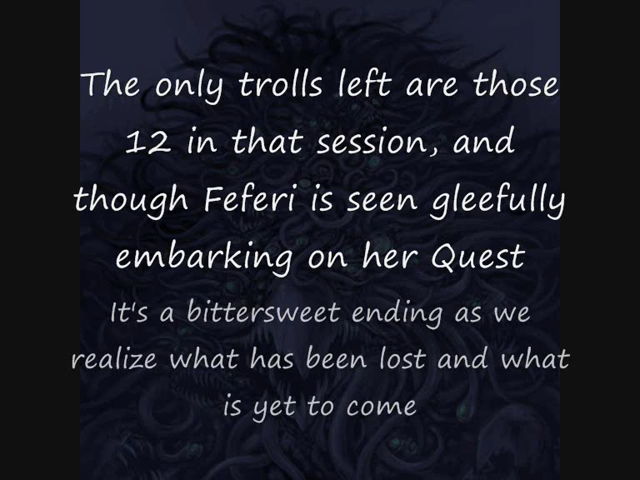 The only trolls left are those
12 in that session, and
though Feferi is seen gleefully
embarking on her Quest
It's a bittersweet ending as we
realize what has been lost and what
is yet to come